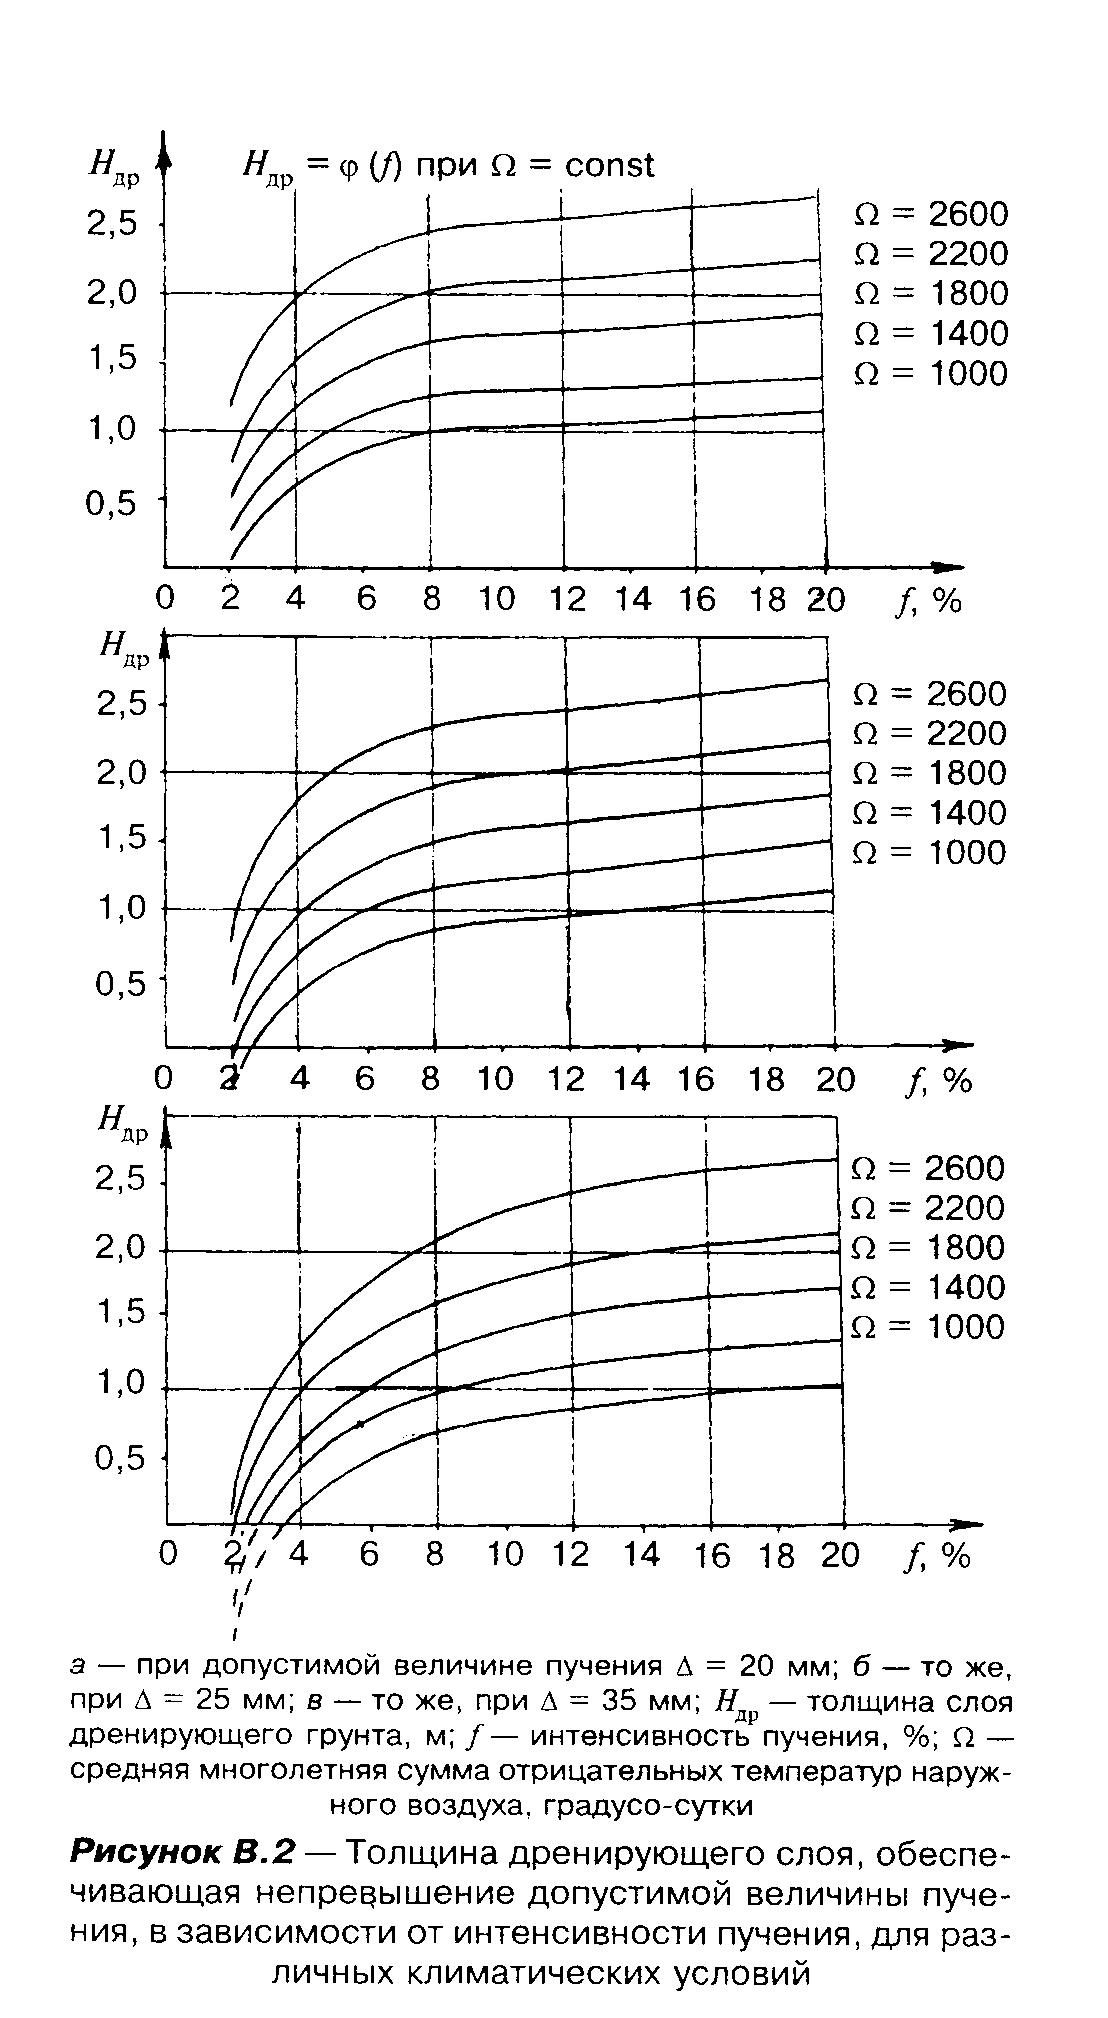 Hдр
Hдр = φ (f) при Ω = const
2,5
2,0
1,5
1,0
0,5
Ω = 2600
Ω = 2200
Ω = 1800
Ω = 1400
Ω = 1000
0 2 4 6 8 10 12 14 16 18 20 f, %
Hдр
2,5
2,0
1,5
1,0
0,5
Ω = 2600
Ω = 2200
Ω = 1800
Ω = 1400
Ω = 1000
0 2 4 6 8 10 12 14 16 18 20 f, %
Hдр
2,5
2,0
1,5
1,0
0,5
Ω = 2600
Ω = 2200
Ω = 1800
Ω = 1400
Ω = 1000
0 2 4 6 8 10 12 14 16 18 20 f, %
а — при допустимой величине пучения Δ = 20 мм; б — то же,
при Δ = 25 мм; в — то же, при Δ = 35 мм; Hдр — толщина слоя
дренирующего грунта, м; f — интенсивность пучения, %; Ω —
средняя многолетняя сумма отрицательных температур наруж-
ного воздуха, градусо-сутки
Рисунок В.2 — Толщина дренирующего слоя, обеспе-
чивающая непревышение допустимой величины пуче-
ния, в зависимости от интенсивности пучения, для раз-
личных климатических условий